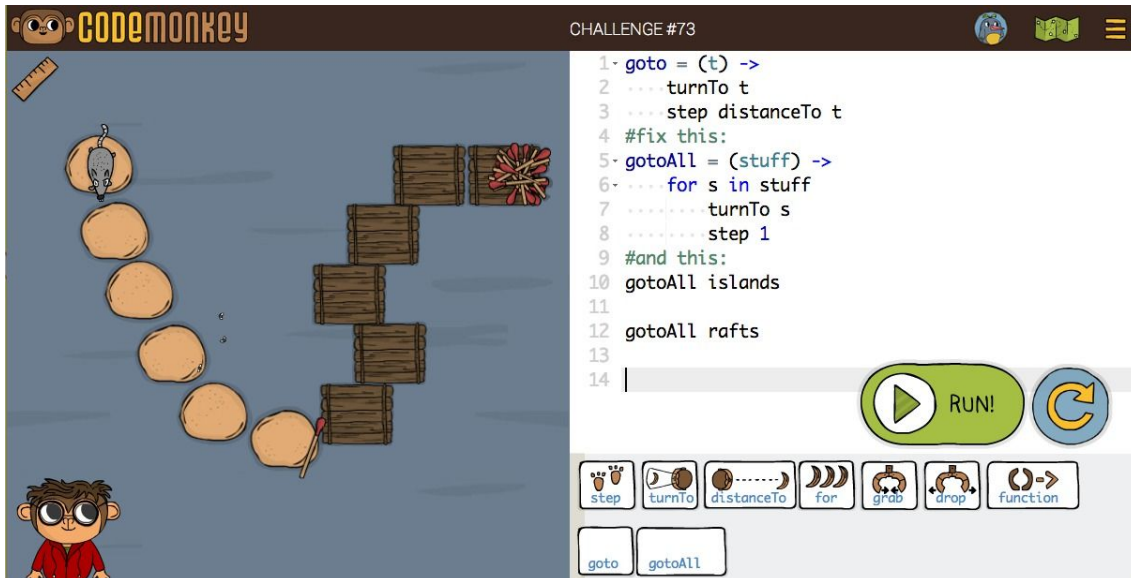 CODEMONKEY
CHALLENGE #73
1 goto = (t) ->
2 turnTo t
3 step distanceTo t
4 #fix this:
5 gotoAll = (stuff) ->
6 for s in stuff
7 turnTo s
8 step 1
9 #and this:
10 gotoAll islands
11
12 gotoAll rafts
13
14
RUN!
step turnTo distanceTo for grab drop function
goto gotoAll